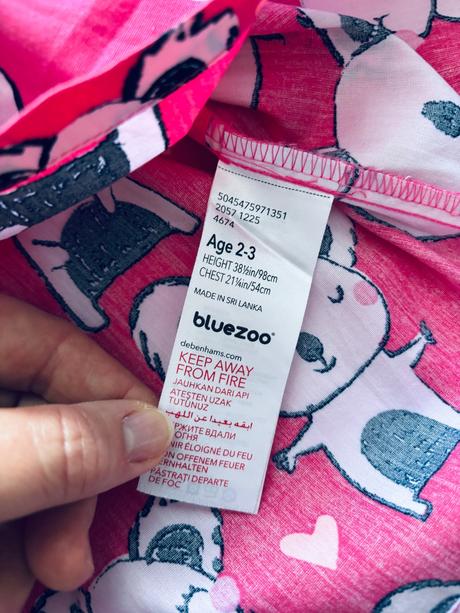 5045475971351
2057 1225
4674
Age 2-3
HEIGHT 38½in/98cm
CHEST 21¼in/54cm
MADE IN SRI LANKA
bluezoo®
debenhams.com
KEEP AWAY
FROM FIRE
JAUHKAN DARI API
ATEŞTEN UZAK
TUTUNUZ
ابقه بعيدا عن اللهب
ВДАЛИ
ОГНЯ
ÉLOIGNÉ DU FEU
OFFENEM FEUER
FERNHALTEN
PĂSTRAȚI DEPARTE
DE FOC